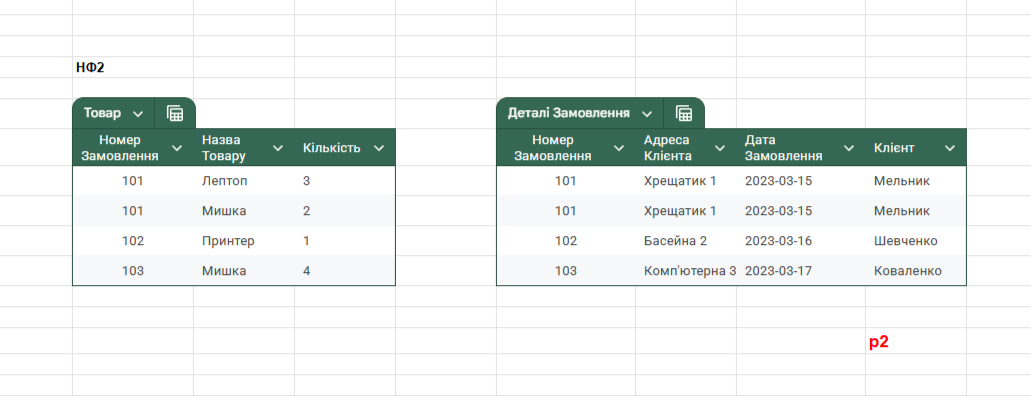 НФ2
Товар
Номер Замовлення Назва Товару Кількість
101 Лептоп 3
101 Мишка 2
102 Принтер 1
103 Мишка 4
Деталі Замовлення
Номер Замовлення Адреса Клієнта Дата Замовлення Клієнт
101 Хрещатик 1 2023-03-15 Мельник
101 Хрещатик 1 2023-03-15 Мельник
102 Басейна 2 2023-03-16 Шевченко
103 Комп'ютерна 3 2023-03-17 Коваленко
p2